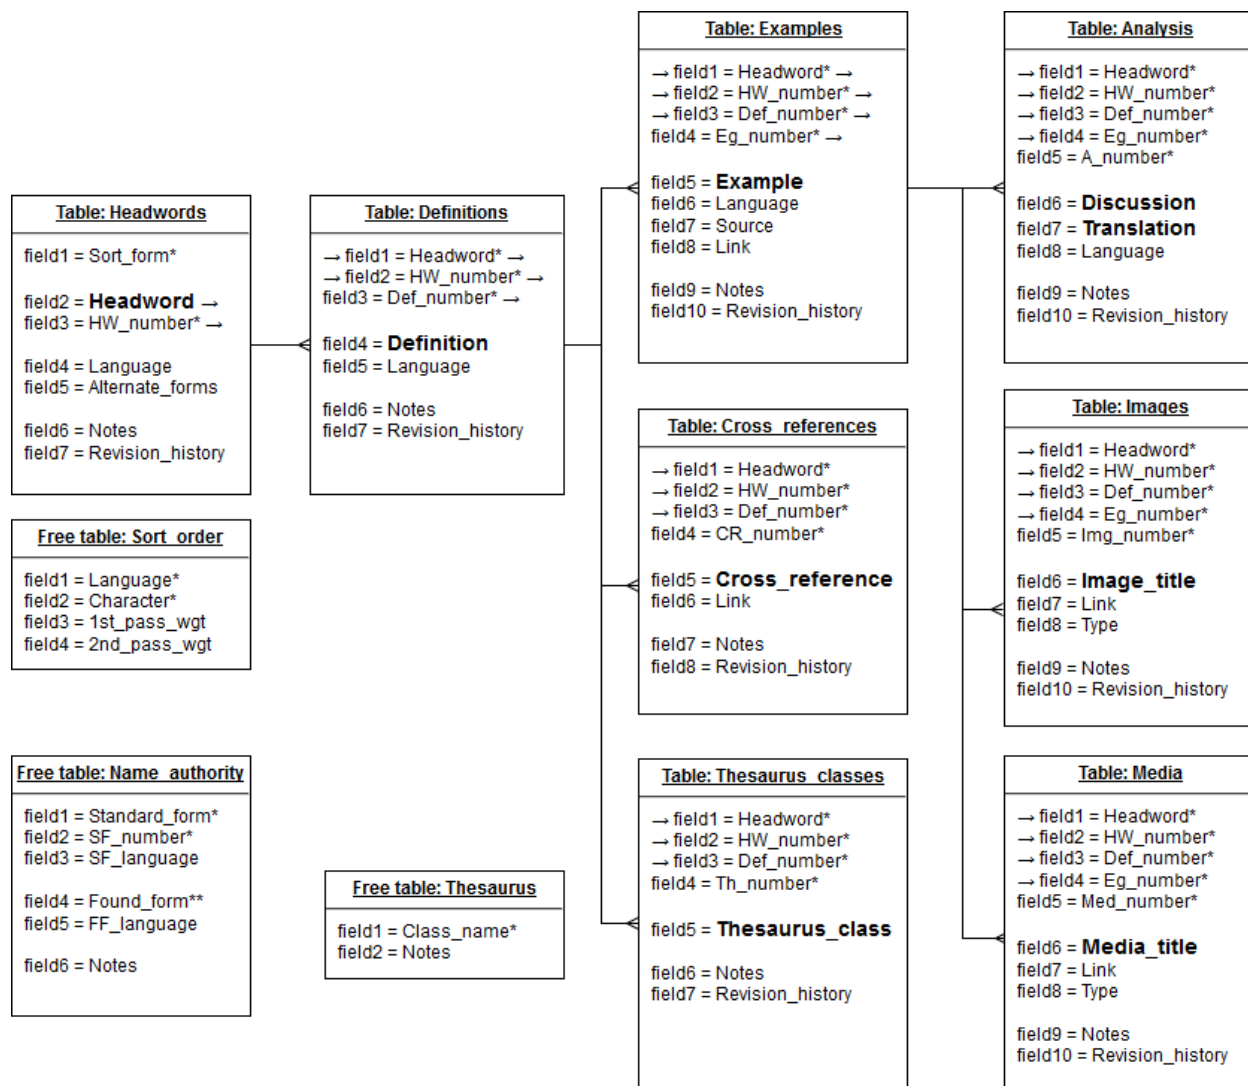 Table: Headwords
field1 = Sort_form*
field2 = Headword →
field3 = HW_number* →
field4 = Language
field5 = Alternate_forms
field6 = Notes
field7 = Revision_history
Free table: Sort_order
field1 = Language*
field2 = Character*
field3 = 1st_pass_wgt
field4 = 2nd_pass_wgt
Free table: Name_authority
field1 = Standard_form*
field2 = SF_number*
field3 = SF_language
field4 = Found_form**
field5 = FF_language
field6 = Notes
Table: Definitions
→ field1 = Headword* →
→ field2 = HW_number* →
field3 = Def_number* →
field4 = Definition
field5 = Language
field6 = Notes
field7 = Revision_history
Free table: Thesaurus
field1 = Class_name*
field2 = Notes
Table: Examples
→ field1 = Headword* →
→ field2 = HW_number* →
→ field3 = Def_number* →
field4 = Eg_number* →
field5 = Example
field6 = Language
field7 = Source
field8 = Link
field9 = Notes
field10 = Revision_history
Table: Cross_references
→ field1 = Headword*
→ field2 = HW_number*
→ field3 = Def_number*
field4 = CR_number*
field5 = Cross_reference
field6 = Link
field7 = Notes
field8 = Revision_history
Table: Thesaurus_classes
→ field1 = Headword*
→ field2 = HW_number*
→ field3 = Def_number*
field4 = Th_number*
field5 = Thesaurus_class
field6 = Notes
field7 = Revision_history
Table: Analysis
→ field1 = Headword*
→ field2 = HW_number*
→ field3 = Def_number*
→ field4 = Eg_number*
field5 = A_number*
field6 = Discussion
field7 = Translation
field8 = Language
field9 = Notes
field10 = Revision_history
Table: Images
→ field1 = Headword*
→ field2 = HW_number*
→ field3 = Def_number*
→ field4 = Eg_number*
field5 = Img_number*
field6 = Image_title
field7 = Link
field8 = Type
field9 = Notes
field10 = Revision_history
Table: Media
→ field1 = Headword*
→ field2 = HW_number*
→ field3 = Def_number*
→ field4 = Eg_number*
field5 = Med_number*
field6 = Media_title
field7 = Link
field8 = Type
field9 = Notes
field10 = Revision_history